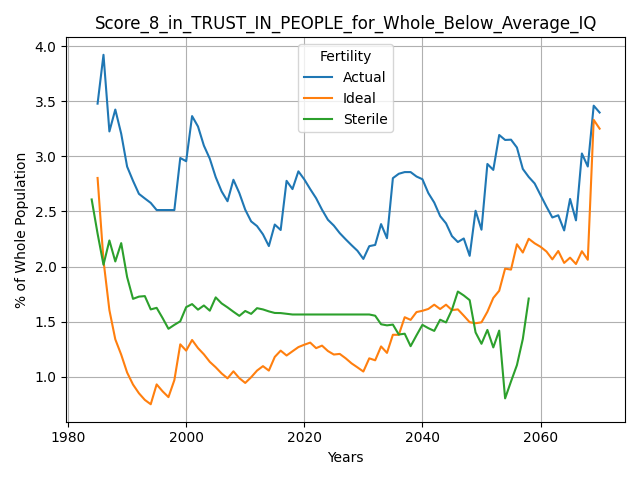 Score_8_in_TRUST_IN_PEOPLE_for_Whole_Below_Average_IQ
Fertility
Actual
Ideal
Sterile
% of Whole Population
4.0
3.5
3.0
2.5
2.0
1.5
1.0
1980
2000
2020
2040
2060
Years